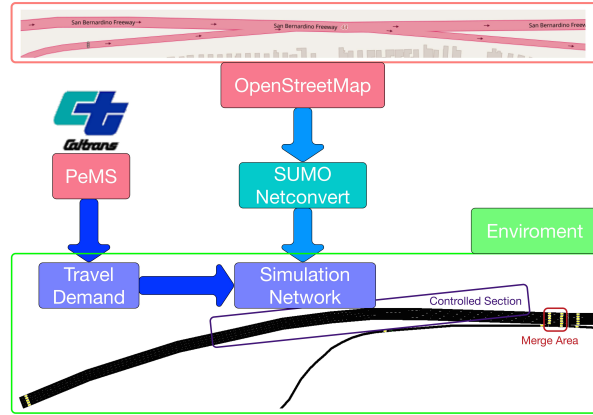 San Bernardino Freeway
San Bernardino Freeway
San Bernardino Freew
OpenStreetMap
Caltrans
PeMS
SUMO
Netconvert
Enviroment
Travel
Demand
Simulation
Network
Controlled Section
Merge Area